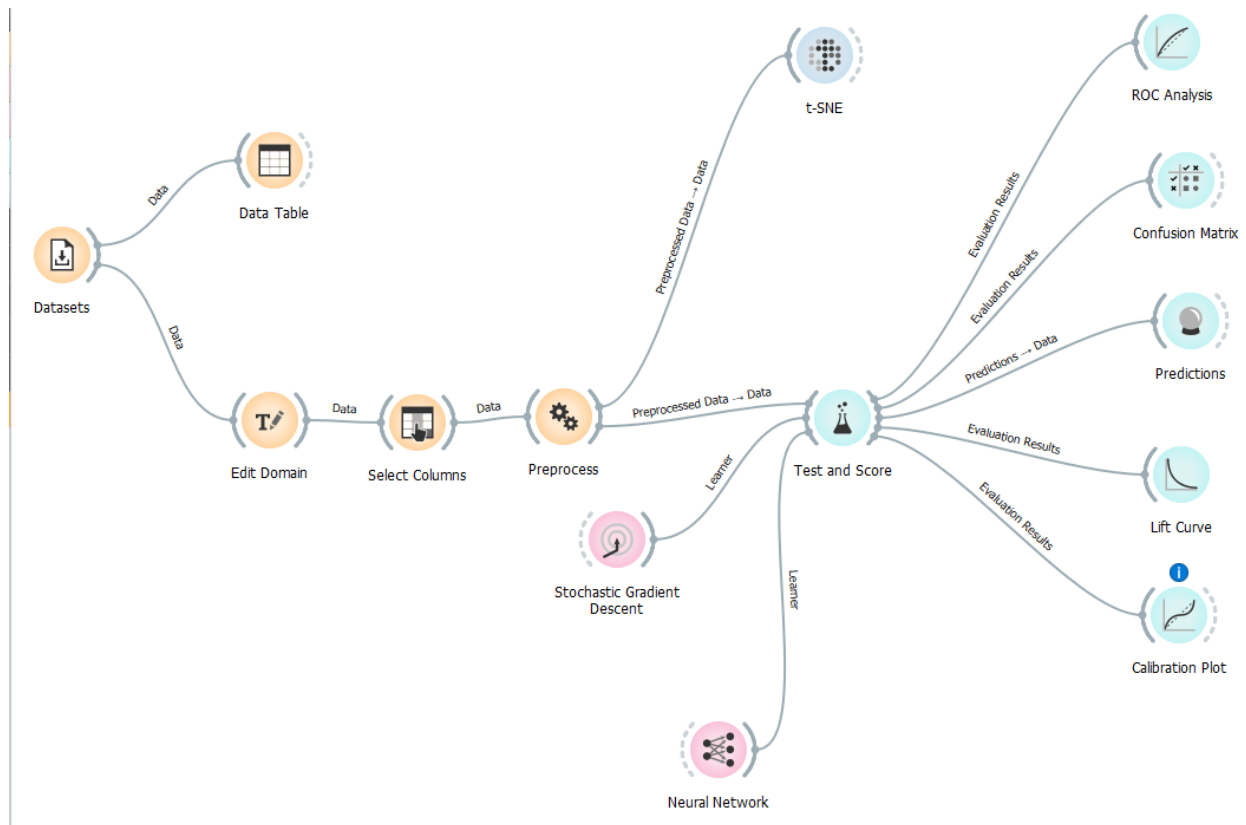 t-SNE
ROC Analysis
Data
Data Table
Preprocessed Data → Data
Evaluation Results
Confusion Matrix
Evaluation Results
Datasets
Data
Predictions → Data
Predictions
Data
Data
Preprocessed Data → Data
Edit Domain
Select Columns
Preprocess
Test and Score
Evaluation Results
Learner
Evaluation Results
Lift Curve
Stochastic Gradient
Descent
Learner
i
Calibration Plot
Neural Network